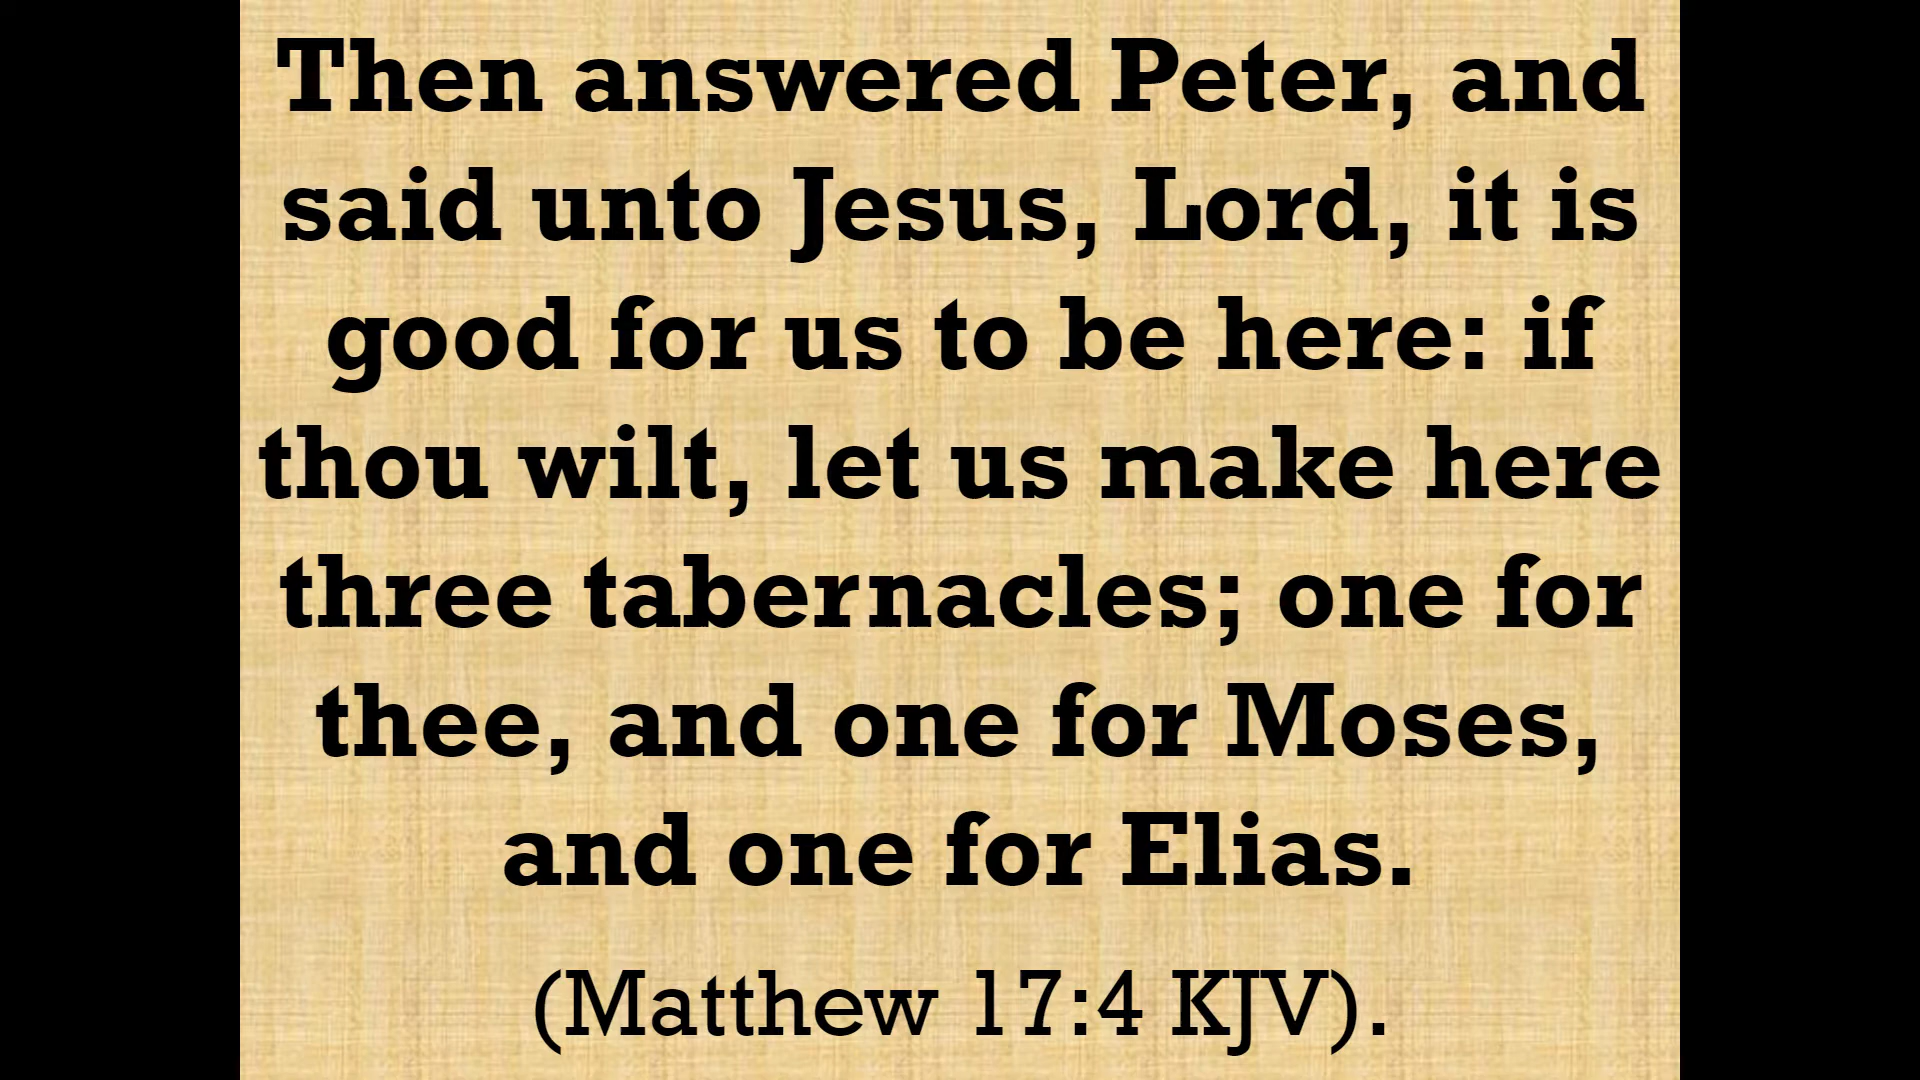 Then answered Peter, and
said unto Jesus, Lord, it is
good for us to be here: if
thou wilt, let us make here
three tabernacles; one for
thee, and one for Moses,
and one for Elias.
(Matthew 17:4 KJV).